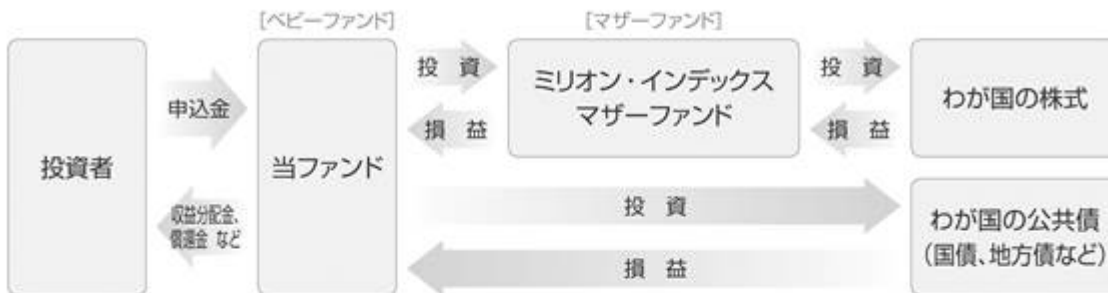 [ベビーファンド]
[マザーファンド]
投資者
申込金
収益分配金、
償還金 など
当ファンド
投 資
損 益
ミリオン・インデックス
マザーファンド
投 資
損 益
わが国の株式
投 資
損 益
わが国の公共債
(国債、地方債など)